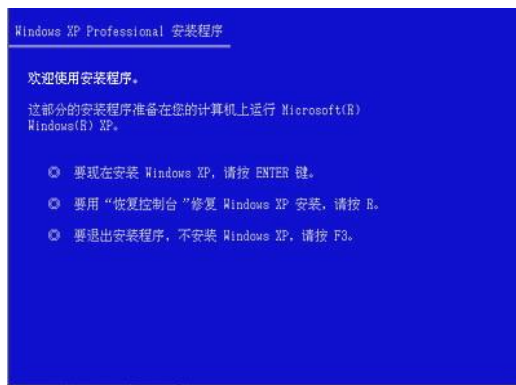 Windows XP Professional 安装程序
欢迎使用安装程序。
这部分的安装程序准备在您的计算机上运行 Microsoft(R)
Windows(R) XP。
◎ 要现在安装 Windows XP，请按 ENTER 键。
◎ 要用“恢复控制台”修复 Windows XP 安装，请按 R。
◎ 要退出安装程序，不安装 Windows XP，请按 F3。